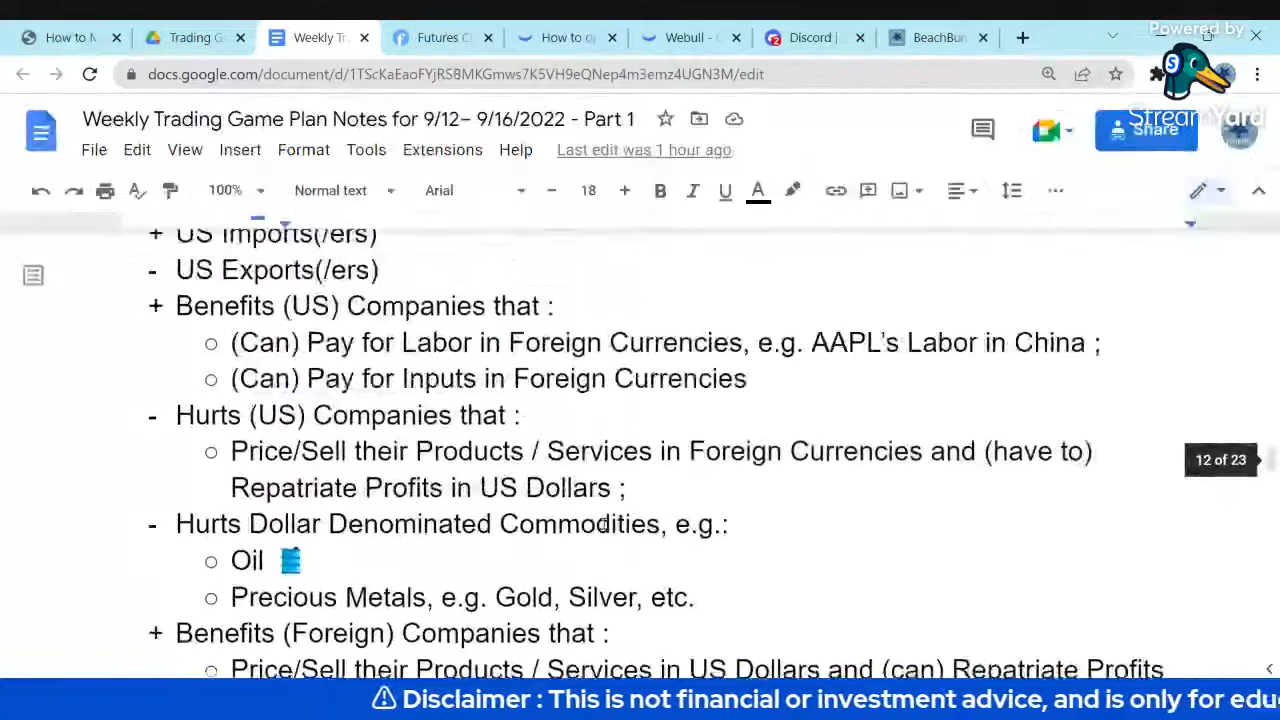 Powered by
How to
Trading G
Weekly Tr
Futures
How to
Webull -
Discord |
BeachBun
docs.google.com/document/d/1TScKaEaoFYjRSBMKGmws7K5VH9eQNep4m3emz4UGN3M/edit
StreamYard
Weekly Trading Game Plan Notes for 9/12– 9/16/2022 - Part 1
Share
File Edit View Insert Format Tools Extensions Help Last edit was 1 hour ago
100% Normal text Arial − 18 + B I U A
+ US Imports(/ers)
- US Exports(/ers)
+ Benefits (US) Companies that :
○ (Can) Pay for Labor in Foreign Currencies, e.g. AAPL's Labor in China ;
○ (Can) Pay for Inputs in Foreign Currencies
- Hurts (US) Companies that :
○ Price/Sell their Products / Services in Foreign Currencies and (have to)
Repatriate Profits in US Dollars ;
12 of 23
- Hurts Dollar Denominated Commodities, e.g.:
○ Oil
○ Precious Metals, e.g. Gold, Silver, etc.
+ Benefits (Foreign) Companies that :
○ Price/Sell their Products / Services in US Dollars and (can) Repatriate Profits
⚠ Disclaimer : This is not financial or investment advice, and is only for edu